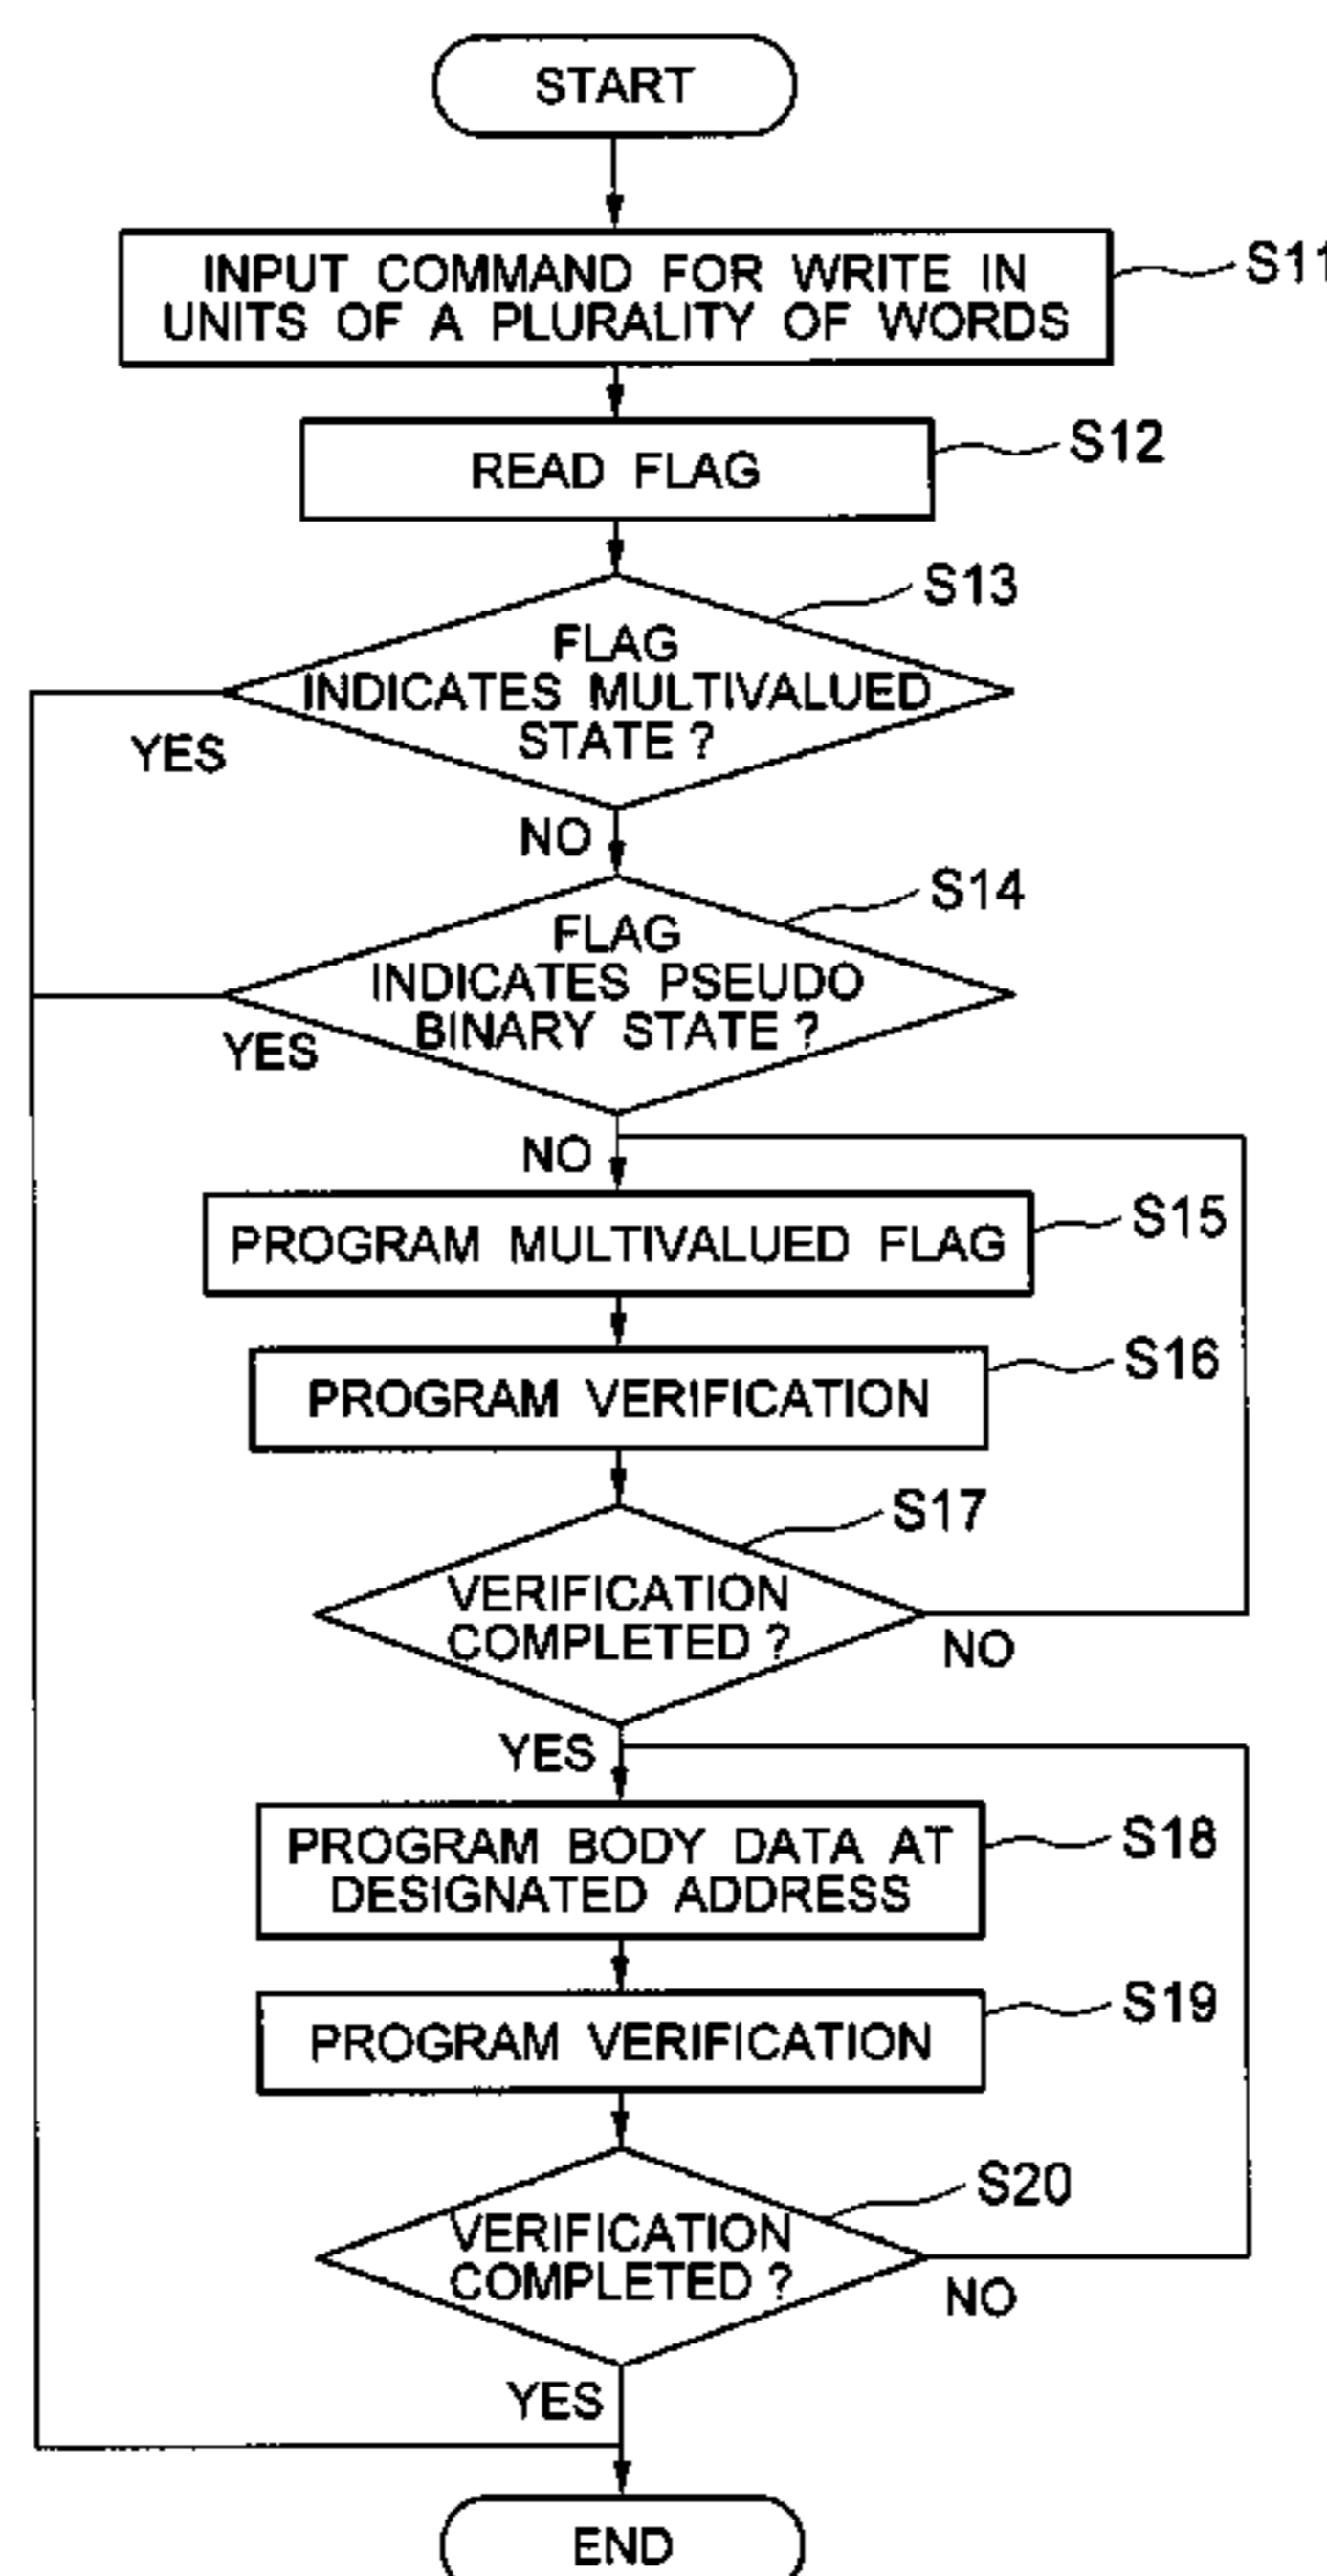 START
INPUT COMMAND FOR WRITE IN
UNITS OF A PLURALITY OF WORDS
S11
READ FLAG
S12
S13
FLAG
INDICATES MULTIVALUED
STATE ?
YES
NO
S14
FLAG
INDICATES PSEUDO
BINARY STATE ?
YES
NO
PROGRAM MULTIVALUED FLAG
S15
PROGRAM VERIFICATION
S16
S17
VERIFICATION
COMPLETED ?
NO
YES
PROGRAM BODY DATA AT
DESIGNATED ADDRESS
S18
PROGRAM VERIFICATION
S19
S20
VERIFICATION
COMPLETED ?
NO
YES
END